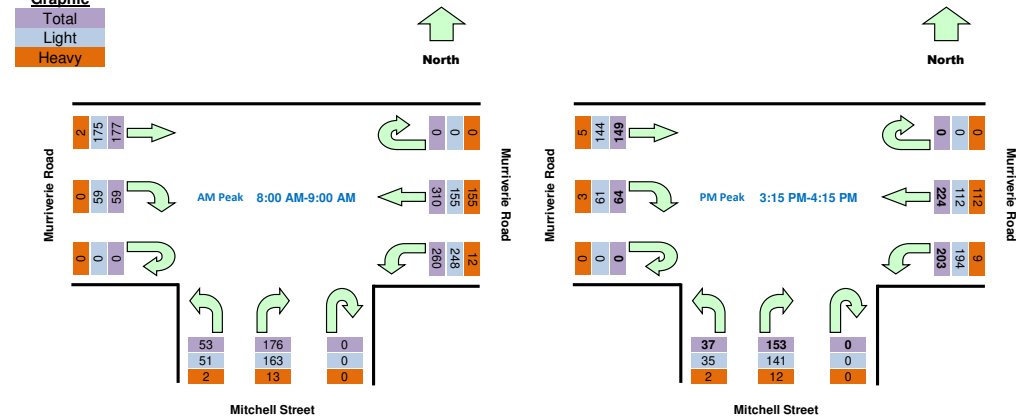 Graphic
Total
Light
Heavy
North
North
Murriverie Road
2 175 177
0 59 59
0 0 0
AM Peak 8:00 AM-9:00 AM
0 0 0
310 155 155
260 248 12
Murriverie Road
53 176 0
51 163 0
2 13 0
Mitchell Street
Murriverie Road
5 144 149
3 61 64
0 0 0
PM Peak 3:15 PM-4:15 PM
0 0 0
224 112 112
203 194 9
Murriverie Road
37 153 0
35 141 0
2 12 0
Mitchell Street